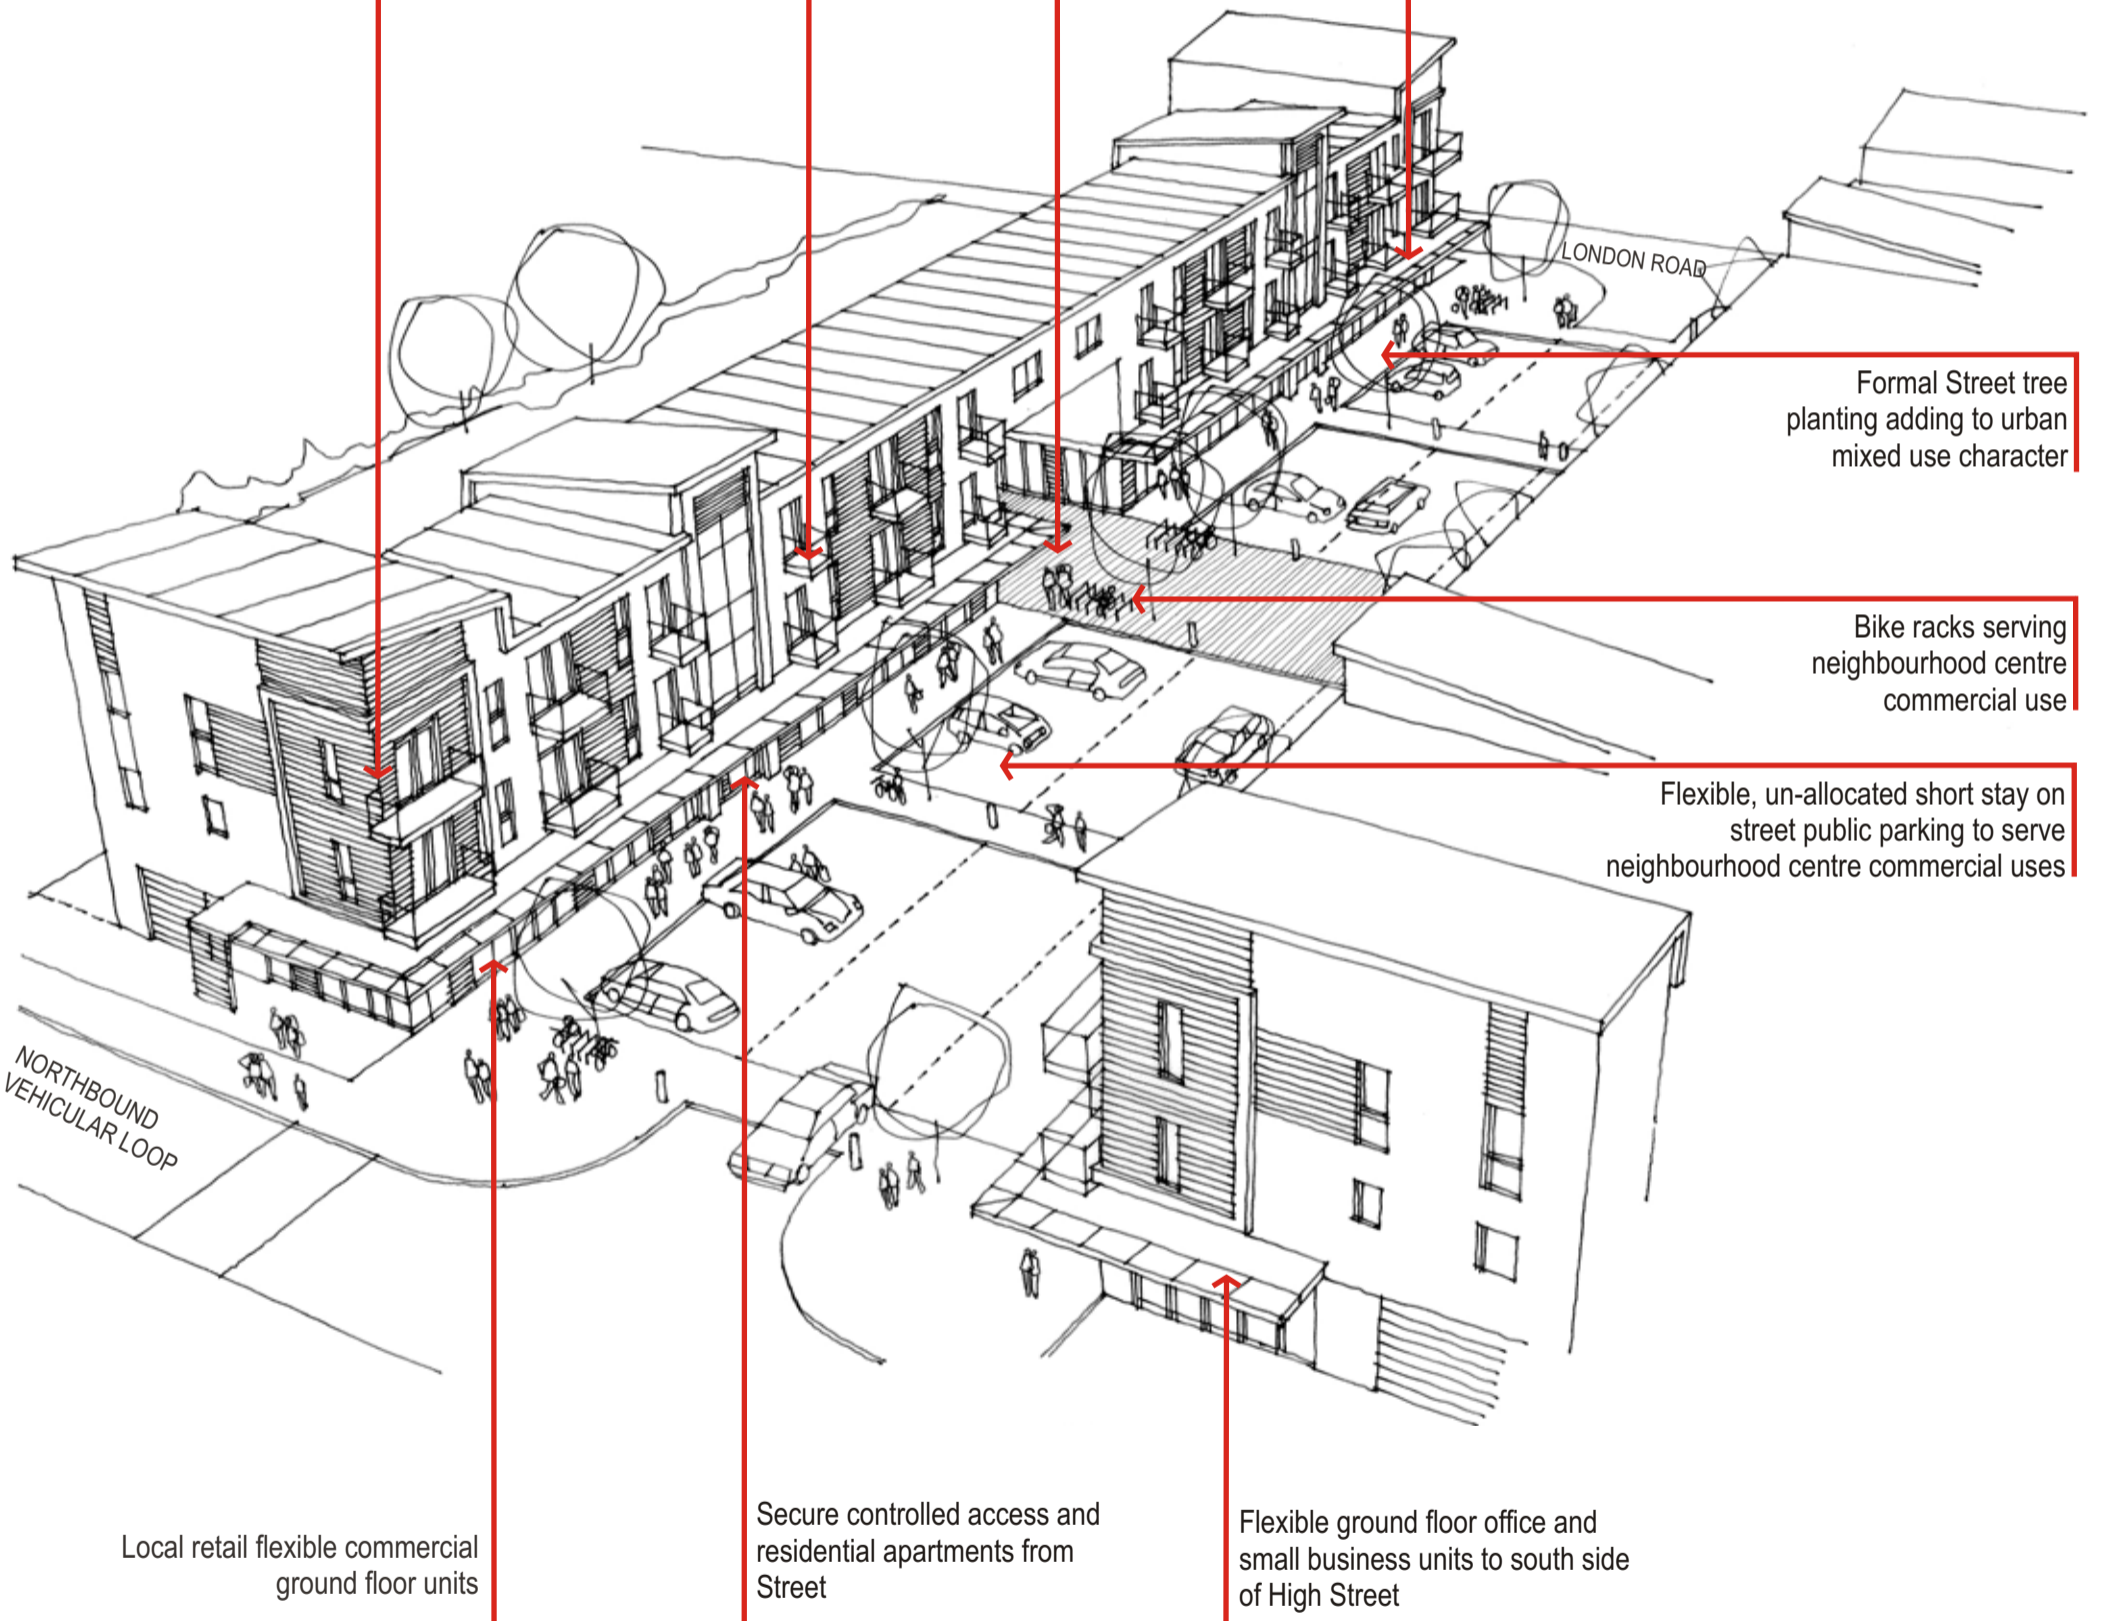 LONDON ROAD
Formal Street tree
planting adding to urban
mixed use character
Bike racks serving
neighbourhood centre
commercial use
Flexible, un-allocated short stay on
street public parking to serve
neighbourhood centre commercial uses
NORTHBOUND
VEHICULAR LOOP
Local retail flexible commercial
ground floor units
Secure controlled access and
residential apartments from
Street
Flexible ground floor office and
small business units to south side
of High Street